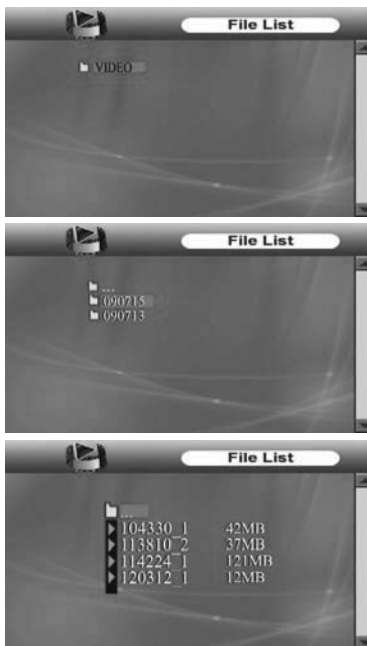 File List
VIDEO
File List
...
090715
090713
File List
...
104330_1 42MB
113810_2 37MB
114224_1 121MB
120312_1 12MB